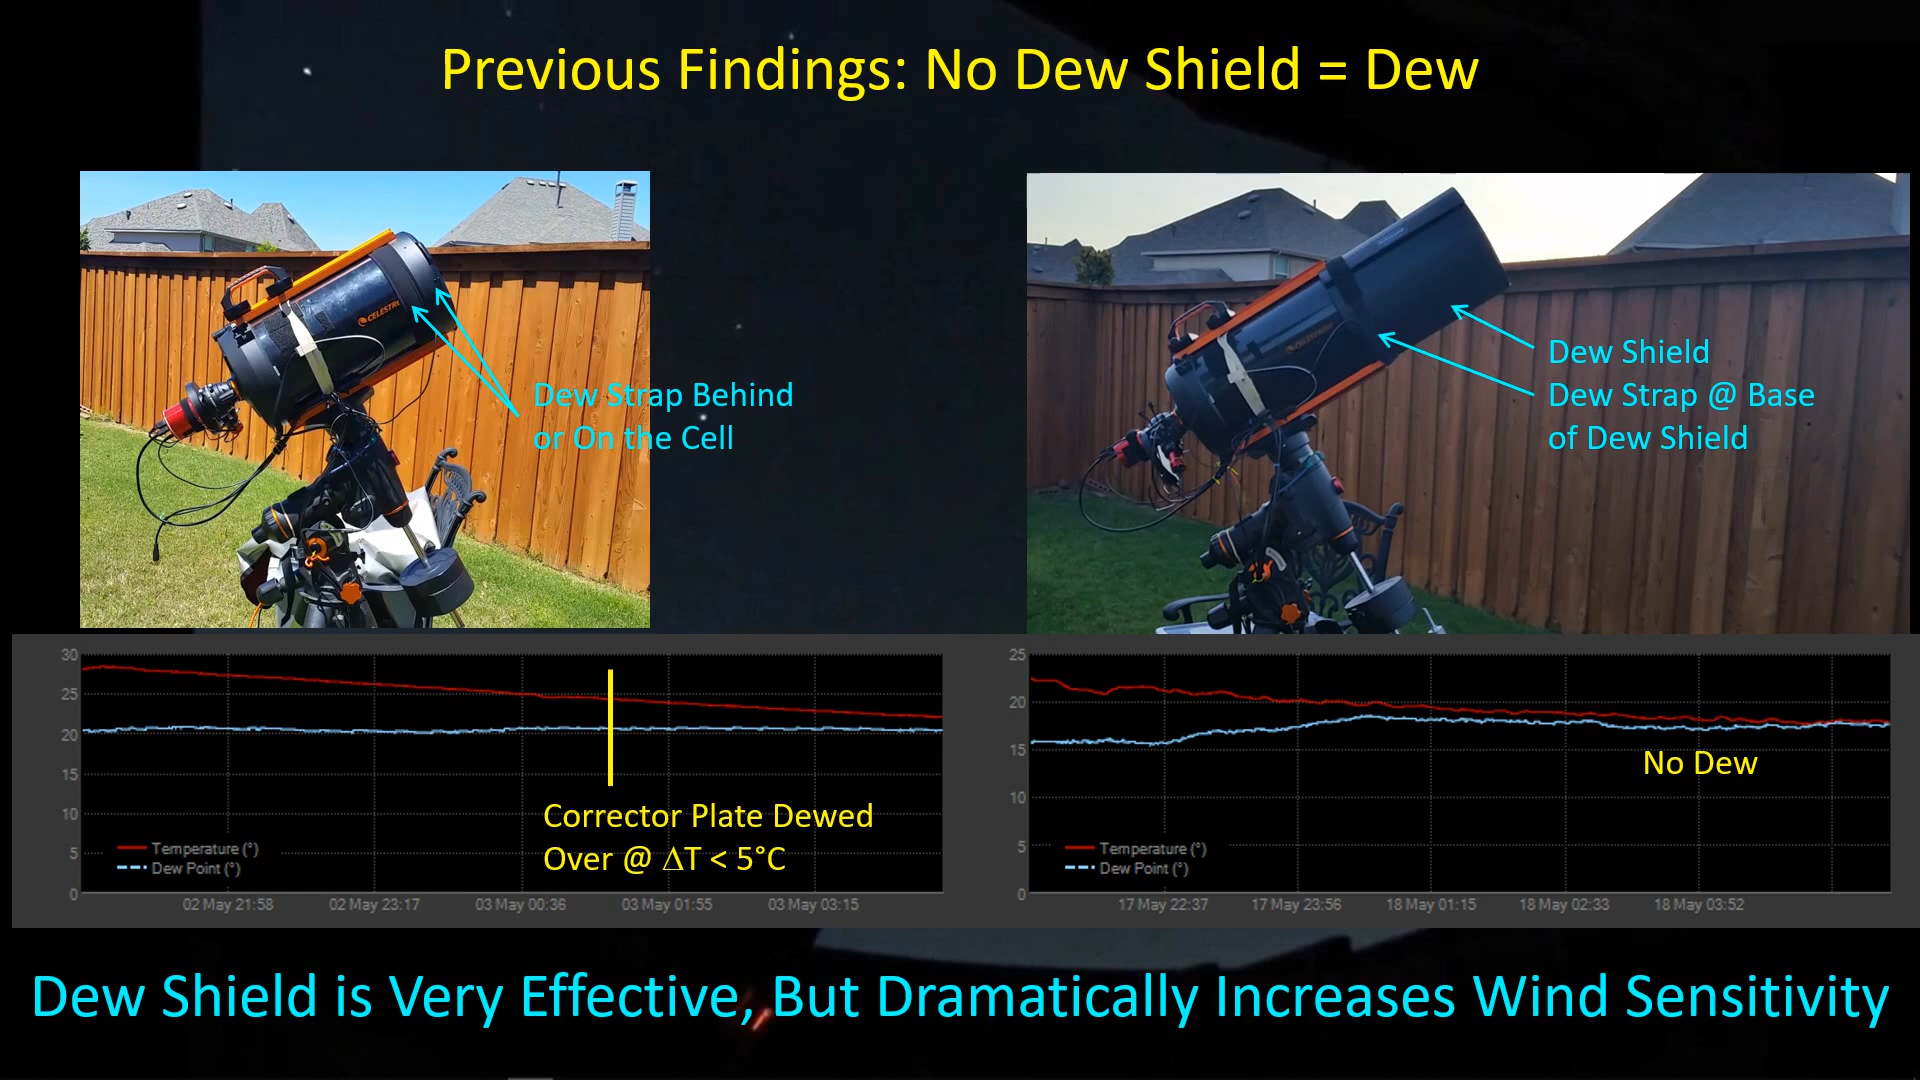 Previous Findings: No Dew Shield = Dew
CELESTR
Dew Strap Behind
or On the Cell
Dew Shield
Dew Strap @ Base
of Dew Shield
30
25
20
15
10
5
0
Temperature (°)
Dew Point (°)
Corrector Plate Dewed
Over @ ΔT < 5°C
02 May 21:58
02 May 23:17
03 May 00:36
03 May 01:55
03 May 03:15
25
20
15
10
5
0
Temperature (°)
Dew Point (°)
No Dew
17 May 22:37
17 May 23:56
18 May 01:15
18 May 02:33
18 May 03:52
Dew Shield is Very Effective, But Dramatically Increases Wind Sensitivity